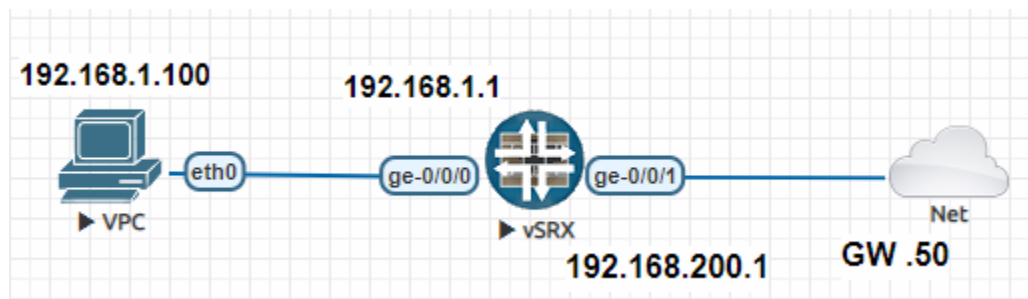 192.168.1.100
192.168.1.1
eth0
ge-0/0/0
ge-0/0/1
VPC
vSRX
Net
192.168.200.1
GW .50